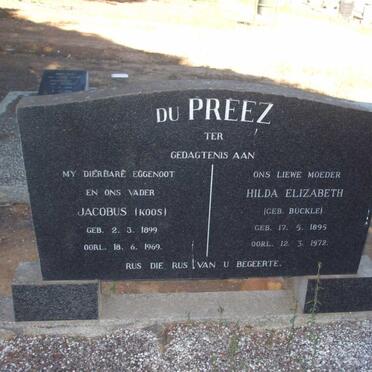 DU PREEZ
TER
GEDAGTENIS AAN
MY DIERBARE EGGENOOT
EN ONS VADER
JACOBUS (KOOS)
GEB. 2. 3. 1899
OORL. 18. 6. 1969.
ONS LIEWE MOEDER
HILDA ELIZABETH
(GEB. BUCKLE)
GEB. 17. 5. 1895
OORL. 12. 3. 1972.
RUS DIE RUS VAN U BEGEERTE.